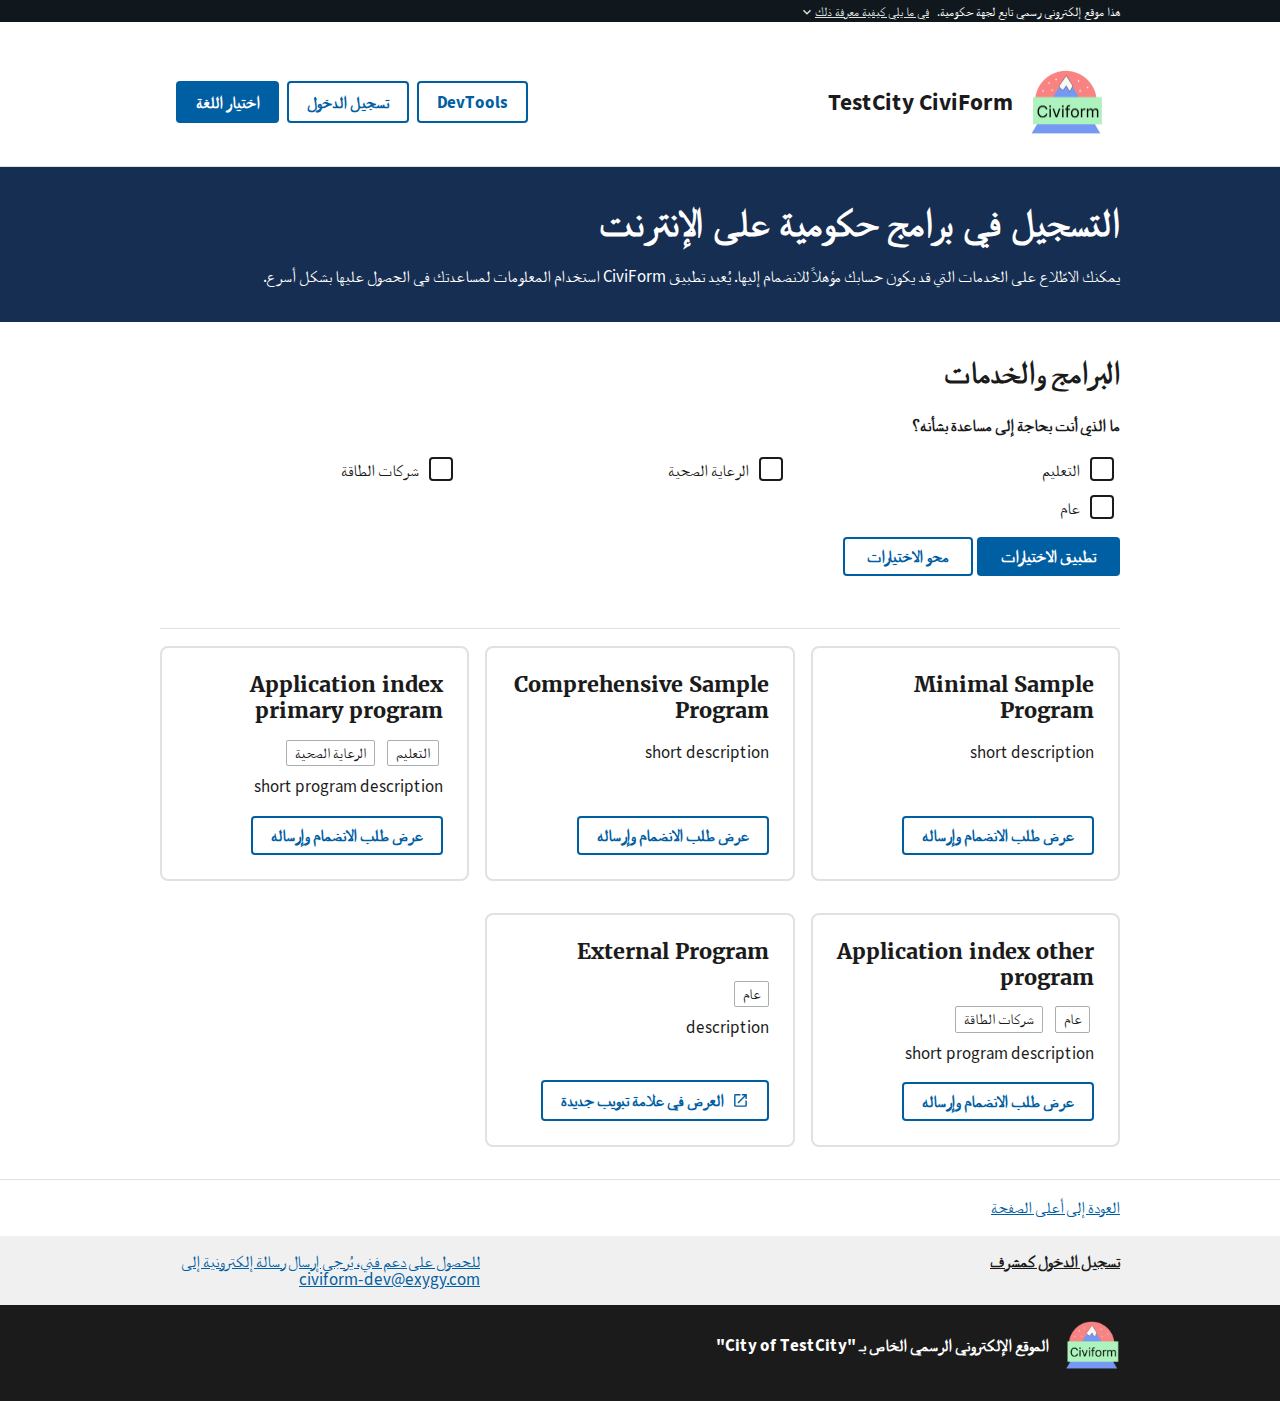 هذا موقع إلكتروني رسمي تابع لجهة حكومية. في ما يلي كيفية معرفة ذلك
Civiform
TestCity CiviForm
DevTools
تسجيل الدخول
اختيار اللغة
التسجيل في برامج حكومية على الإنترنت
يمكنك الاطّلاع على الخدمات التي قد يكون حسابك مؤهلاً للانضمام إليها. يُعيد تطبيق CiviForm استخدام المعلومات لمساعدتك في الحصول عليها بشكل أسرع.
البرامج والخدمات
ما الذي أنت بحاجة إلى مساعدة بشأنه؟
التعليم
الرعاية الصحية
شركات الطاقة
عام
تطبيق الاختيارات
محو الاختيارات
Minimal Sample
Program
short description
عرض طلب الانضمام وإرساله
Comprehensive Sample
Program
short description
عرض طلب الانضمام وإرساله
Application index
primary program
التعليم
الرعاية الصحية
short program description
عرض طلب الانضمام وإرساله
Application index other
program
عام
شركات الطاقة
short program description
عرض طلب الانضمام وإرساله
External Program
عام
description
العرض في علامة تبويب جديدة
العودة إلى أعلى الصفحة
تسجيل الدخول كمشرف
للحصول على دعم فني، يُرجى إرسال رسالة إلكترونية إلى
civiform-dev@exygy.com
Civiform
الموقع الإلكتروني الرسمي الخاص بـ "City of TestCity"